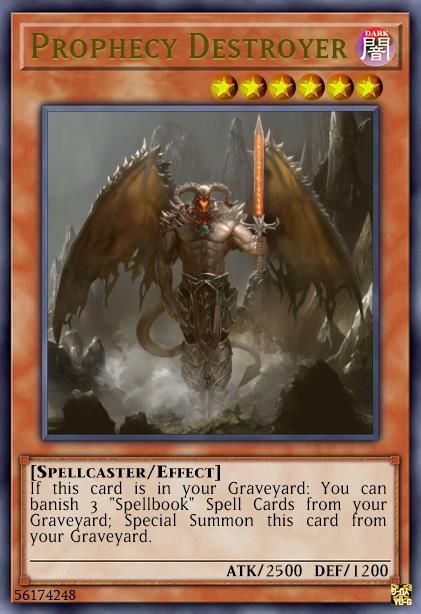 PROPHECY DESTROYER
DARK
闇
[SPELLCASTER/EFFECT]
If this card is in your Graveyard: You can
banish 3 "Spellbook" Spell Cards from your
Graveyard; Special Summon this card from
your Graveyard.
ATK/2500 DEF/1200
56174248